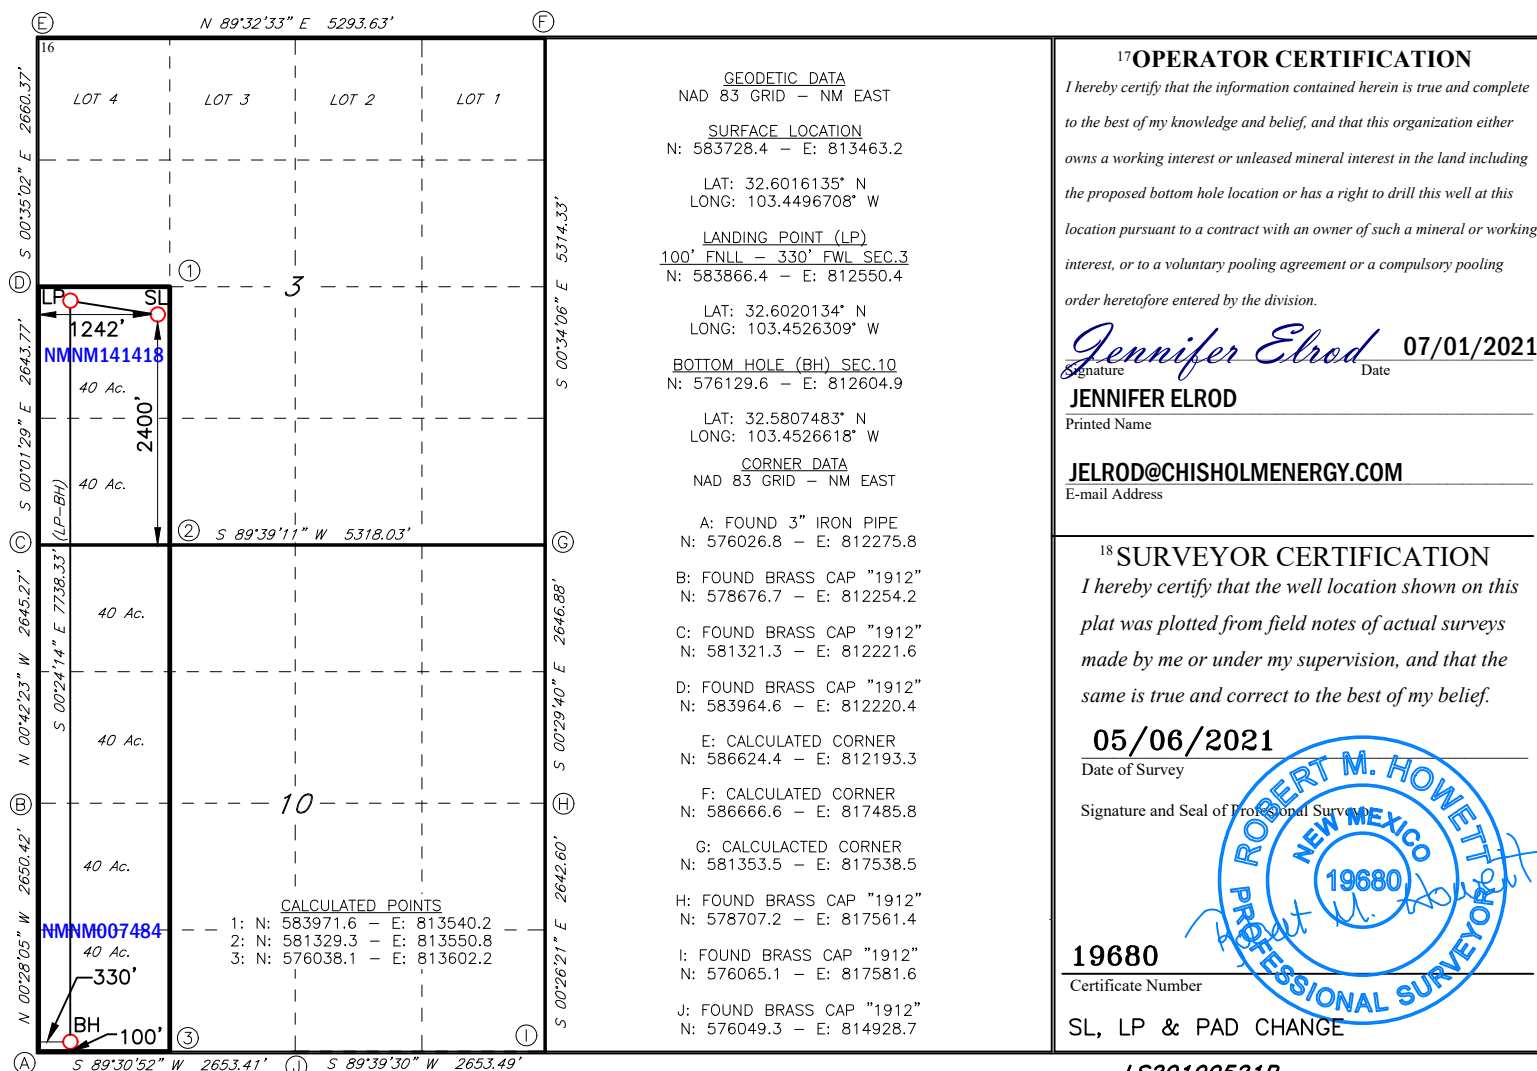 E
N 89°32'33" E 5293.63'
F
16
LOT 4
LOT 3
LOT 2
LOT 1
S 00°35'02" E 2660.37'
D
1
3
S 00°34'06" E 5314.33'
LP
SL
1242'
NMNM141418
40 Ac.
2400'
40 Ac.
S 00°01'29" E 2643.77'
C
2
S 89°39'11" W 5318.03'
G
S 00°24'14" E 7738.33' (LP-BH)
N 00°42'23" W 2645.27'
40 Ac.
40 Ac.
S 00°29'40" E 2646.88'
B
10
H
N 00°28'05" W 2650.42'
40 Ac.
NMNM007484
40 Ac.
330'
BH
100'
CALCULATED POINTS
1: N: 583971.6 – E: 813540.2
2: N: 581329.3 – E: 813550.8
3: N: 576038.1 – E: 813602.2
S 00°26'21" E 2642.60'
3
I
A
S 89°30'52" W 2653.41'
J
S 89°39'30" W 2653.49'
GEODETIC DATA
NAD 83 GRID – NM EAST
SURFACE LOCATION
N: 583728.4 – E: 813463.2
LAT: 32.6016135° N
LONG: 103.4496708° W
LANDING POINT (LP)
100' FNLL – 330' FWL SEC.3
N: 583866.4 – E: 812550.4
LAT: 32.6020134° N
LONG: 103.4526309° W
BOTTOM HOLE (BH) SEC.10
N: 576129.6 – E: 812604.9
LAT: 32.5807483° N
LONG: 103.4526618° W
CORNER DATA
NAD 83 GRID – NM EAST
A: FOUND 3" IRON PIPE
N: 576026.8 – E: 812275.8
B: FOUND BRASS CAP "1912"
N: 578676.7 – E: 812254.2
C: FOUND BRASS CAP "1912"
N: 581321.3 – E: 812221.6
D: FOUND BRASS CAP "1912"
N: 583964.6 – E: 812220.4
E: CALCULATED CORNER
N: 586624.4 – E: 812193.3
F: CALCULATED CORNER
N: 586666.6 – E: 817485.8
G: CALCULACTED CORNER
N: 581353.5 – E: 817538.5
H: FOUND BRASS CAP "1912"
N: 578707.2 – E: 817561.4
I: FOUND BRASS CAP "1912"
N: 576065.1 – E: 817581.6
J: FOUND BRASS CAP "1912"
N: 576049.3 – E: 814928.7
17 OPERATOR CERTIFICATION
I hereby certify that the information contained herein is true and complete
to the best of my knowledge and belief, and that this organization either
owns a working interest or unleased mineral interest in the land including
the proposed bottom hole location or has a right to drill this well at this
location pursuant to a contract with an owner of such a mineral or working
interest, or to a voluntary pooling agreement or a compulsory pooling
order heretofore entered by the division.
Jennifer Elrod 07/01/2021
Signature Date
JENNIFER ELROD
Printed Name
JELROD@CHISHOLMENERGY.COM
E-mail Address
18 SURVEYOR CERTIFICATION
I hereby certify that the well location shown on this
plat was plotted from field notes of actual surveys
made by me or under my supervision, and that the
same is true and correct to the best of my belief.
05/06/2021
Date of Survey
Signature and Seal of Professional Surveyor
ROBERT M. HOWETT
NEW MEXICO
19680
PROFESSIONAL SURVEYOR
Robert M. Howett
19680
Certificate Number
SL, LP & PAD CHANGE